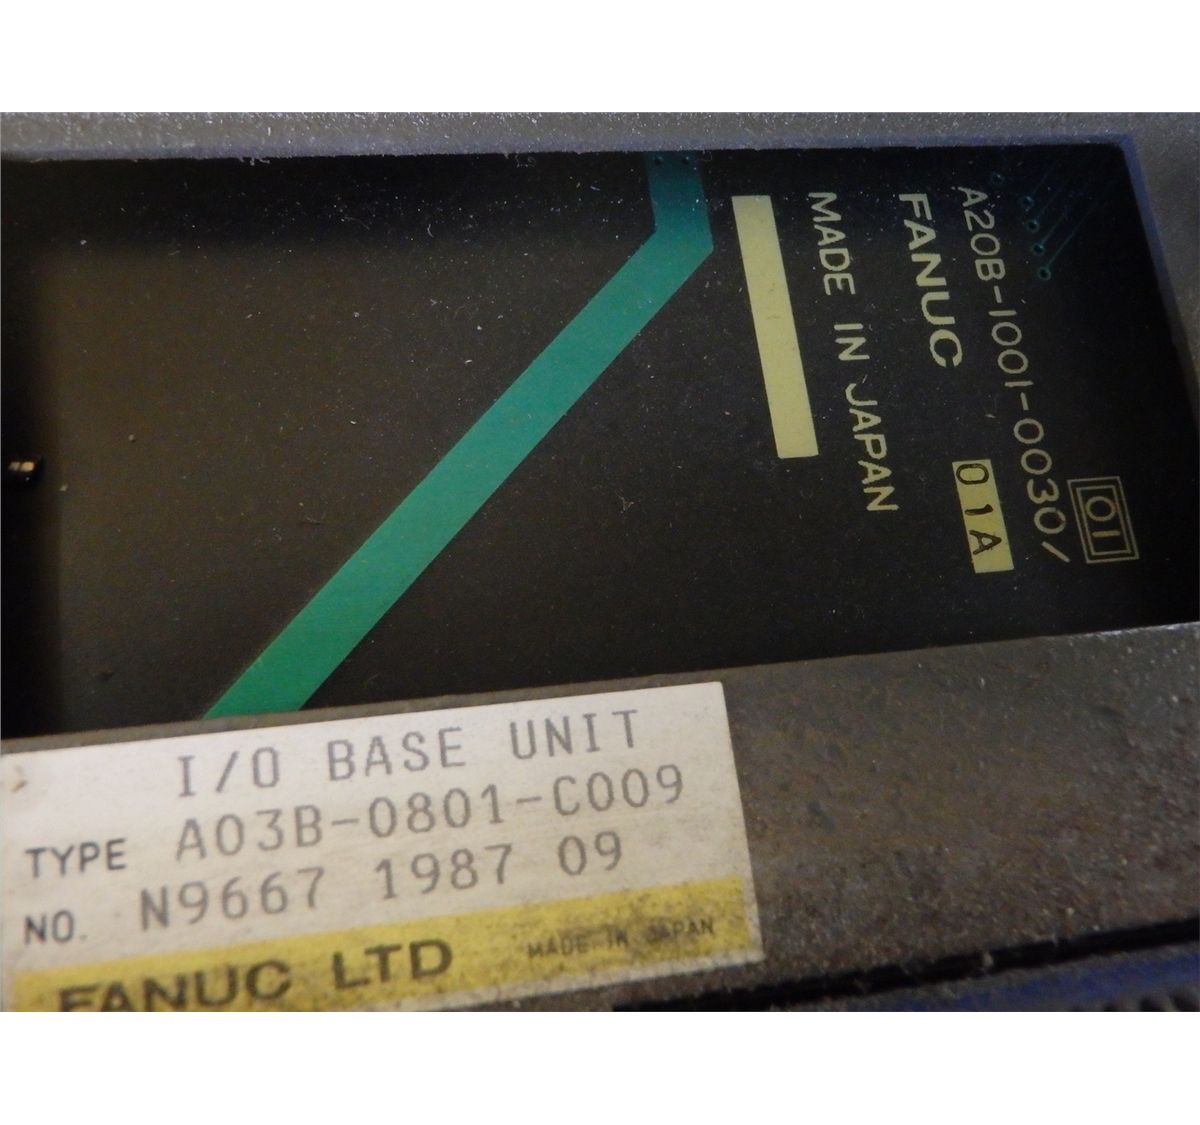 A20B-1001-0030/
01
FANUC
01A
MADE IN JAPAN
I/O BASE UNIT
TYPE A03B-0801-C009
NO. N9667 1987 09
FANUC LTD MADE IN JAPAN